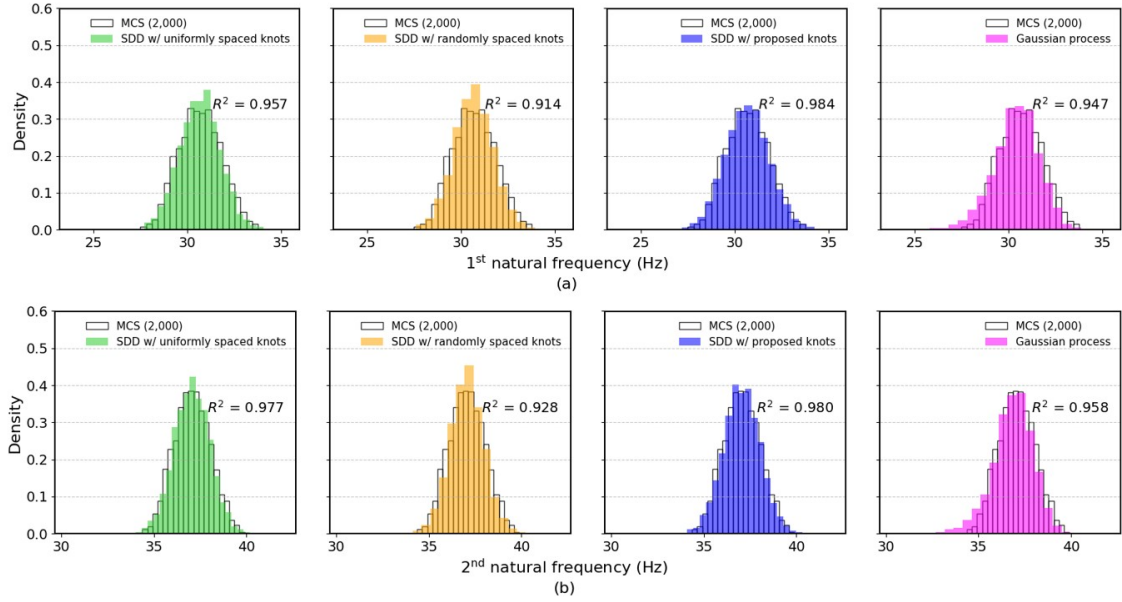 0.6
0.5
0.4
0.3
0.2
0.1
0.0
Density
MCS (2,000)
SDD w/ uniformly spaced knots
R² = 0.957
25 30 35
MCS (2,000)
SDD w/ randomly spaced knots
R² = 0.914
25 30 35
MCS (2,000)
SDD w/ proposed knots
R² = 0.984
25 30 35
MCS (2,000)
Gaussian process
R² = 0.947
25 30 35
1st natural frequency (Hz)
(a)
0.6
0.5
0.4
0.3
0.2
0.1
0.0
Density
MCS (2,000)
SDD w/ uniformly spaced knots
R² = 0.977
30 35 40
MCS (2,000)
SDD w/ randomly spaced knots
R² = 0.928
30 35 40
MCS (2,000)
SDD w/ proposed knots
R² = 0.980
30 35 40
MCS (2,000)
Gaussian process
R² = 0.958
30 35 40
2nd natural frequency (Hz)
(b)